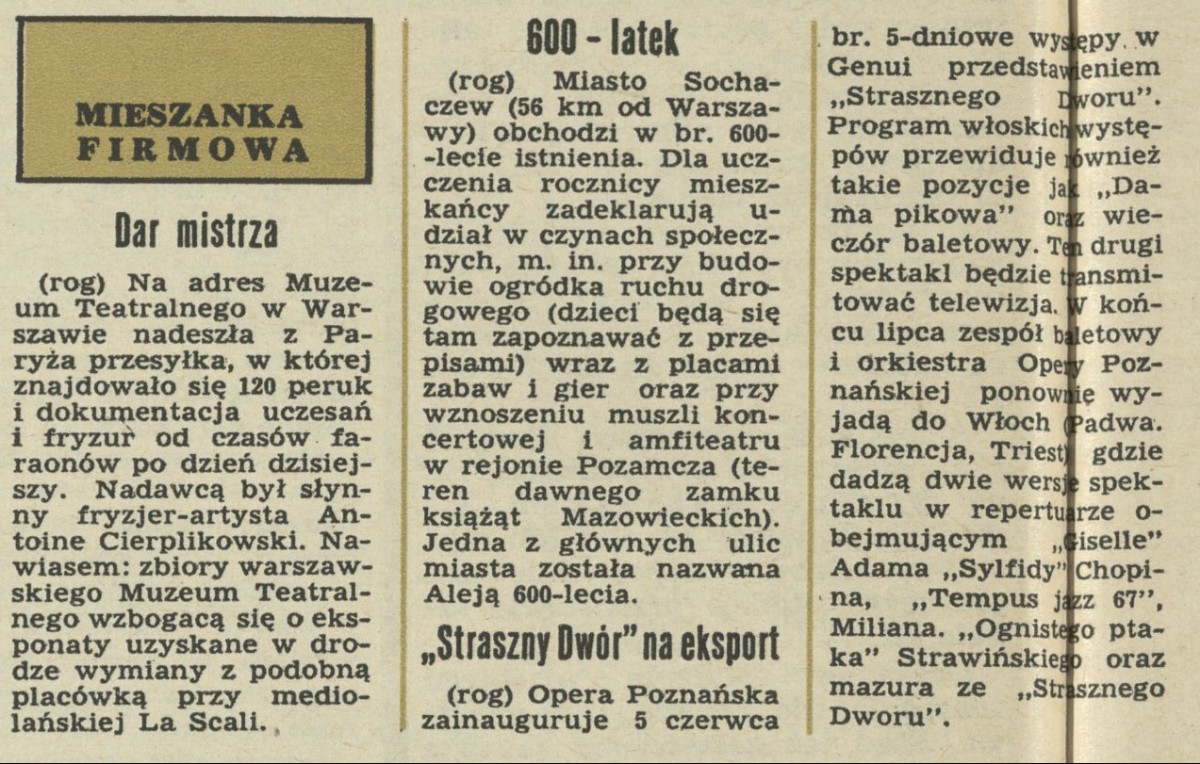 MIESZANKA
FIRMOWA
Dar mistrza
(rog) Na adres Muze-
um Teatralnego w War-
szawie nadeszła z Pa-
ryża przesyłka, w której
znajdowało się 120 peruk
i dokumentacja uczesań
i fryzur od czasów fa-
raonów po dzień dzisiej-
szy. Nadawcą był słyn-
ny fryzjer-artysta An-
toine Cierplikowski. Na-
wiasem: zbiory warszaw-
skiego Muzeum Teatral-
nego wzbogacą się o eks-
ponaty uzyskane w dro-
dze wymiany z podobną
placówką przy medio-
lańskiej La Scali.
600 - latek
(rog) Miasto Socha-
czew (56 km od Warsza-
wy) obchodzi w br. 600-
-lecie istnienia. Dla ucz-
czenia rocznicy miesz-
kańcy zadeklarują u-
dział w czynach społecz-
nych, m. in. przy budo-
wie ogródka ruchu dro-
gowego (dzieci będą się
tam zapoznawać z prze-
pisami) wraz z placami
zabaw i gier oraz przy
wznoszeniu muszli kon-
certowej i amfiteatru
w rejonie Pozamcza (te-
ren dawnego zamku
książąt Mazowieckich).
Jedna z głównych ulic
miasta została nazwana
Aleją 600-lecia.
„Straszny Dwór” na eksport
(rog) Opera Poznańska
zainauguruje 5 czerwca
br. 5-dniowe występy w
Genui przedstawieniem
„Strasznego Dworu”.
Program włoskich wystę-
pów przewiduje również
takie pozycje jak „Da-
ma pikowa” oraz wie-
czór baletowy. Ten drugi
spektakl będzie transmi-
tować telewizja. W koń-
cu lipca zespół baletowy
i orkiestra Opery Poz-
nańskiej ponownie wy-
jadą do Włoch (Padwa.
Florencja, Triest) gdzie
dadzą dwie wersje spek-
taklu w repertuarze o-
bejmującym „Giselle”
Adama „Sylfidy” Chopi-
na, „Tempus jazz 67”,
Miliana. „Ognistego pta-
ka” Strawińskiego oraz
mazura ze „Strasznego
Dworu”.